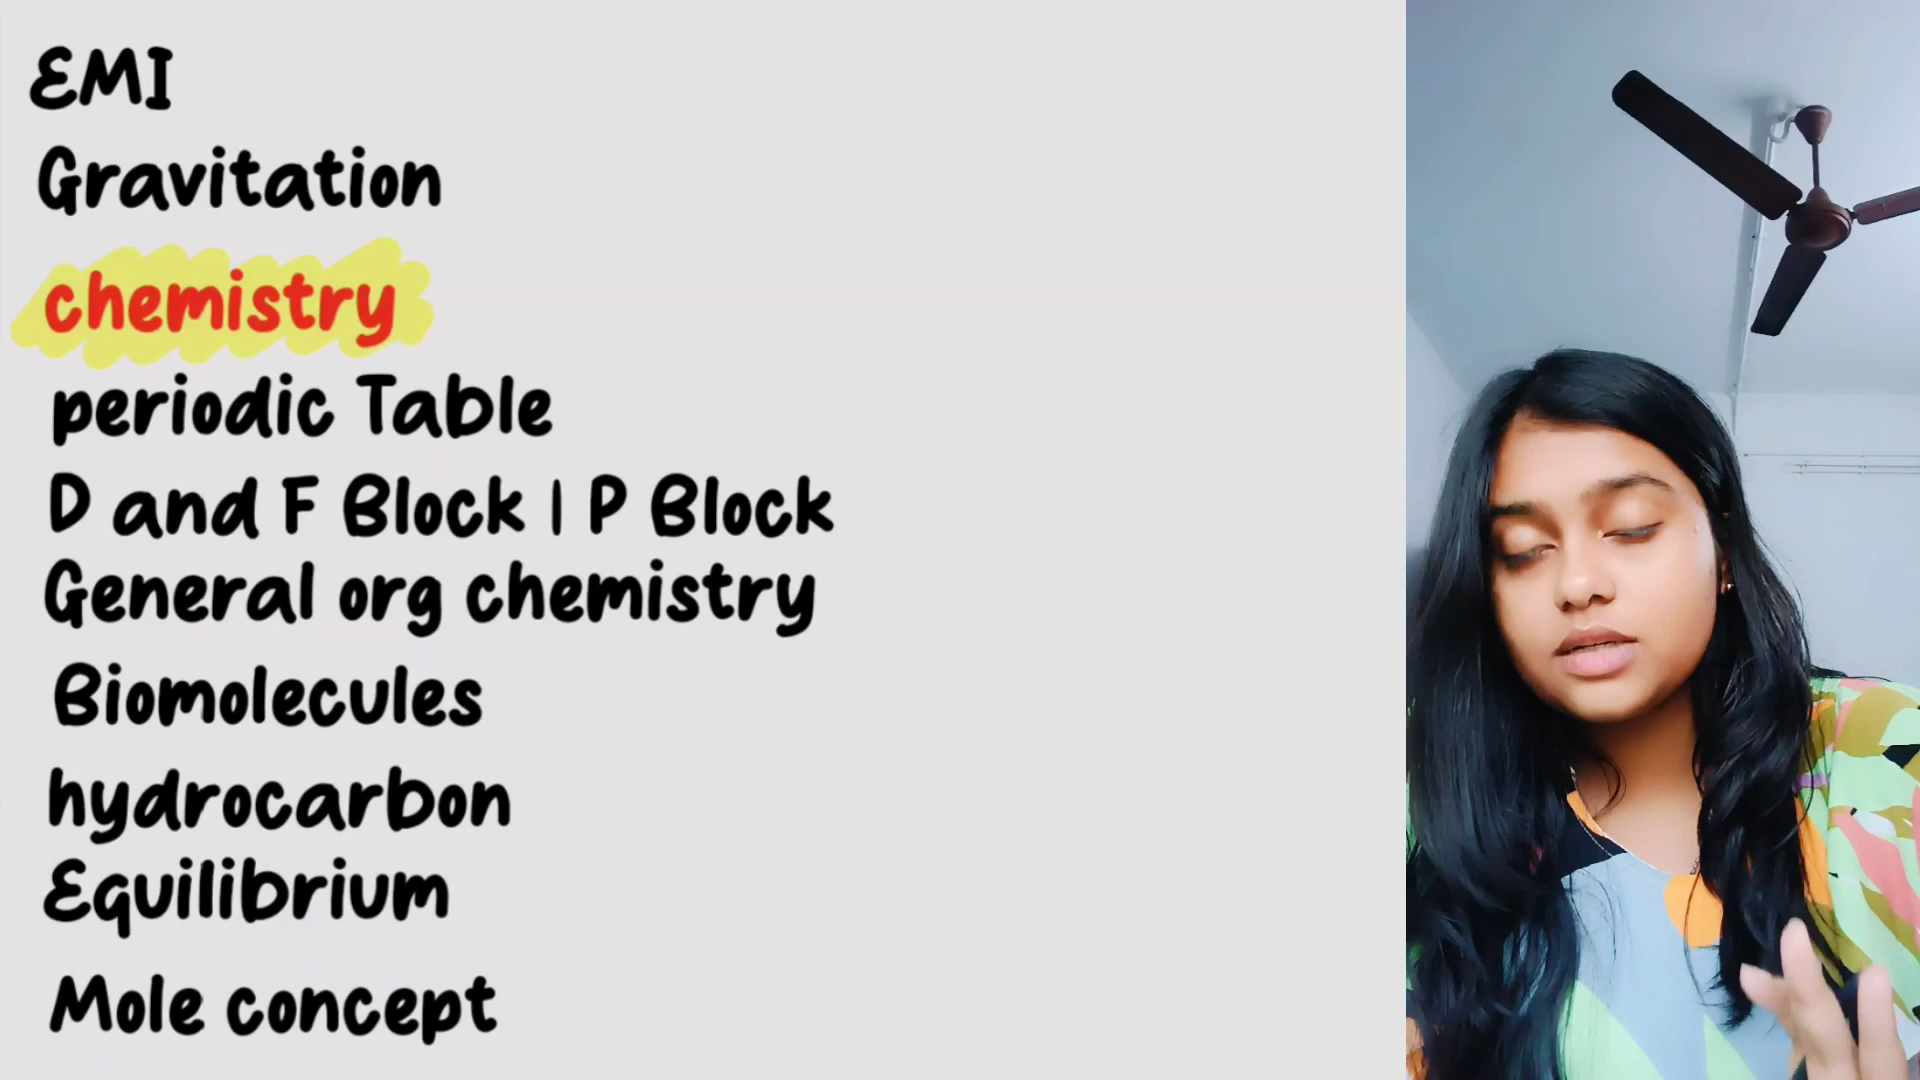 EMI
Gravitation
chemistry
periodic Table
D and F Block | P Block
General org chemistry
Biomolecules
hydrocarbon
Equilibrium
Mole concept